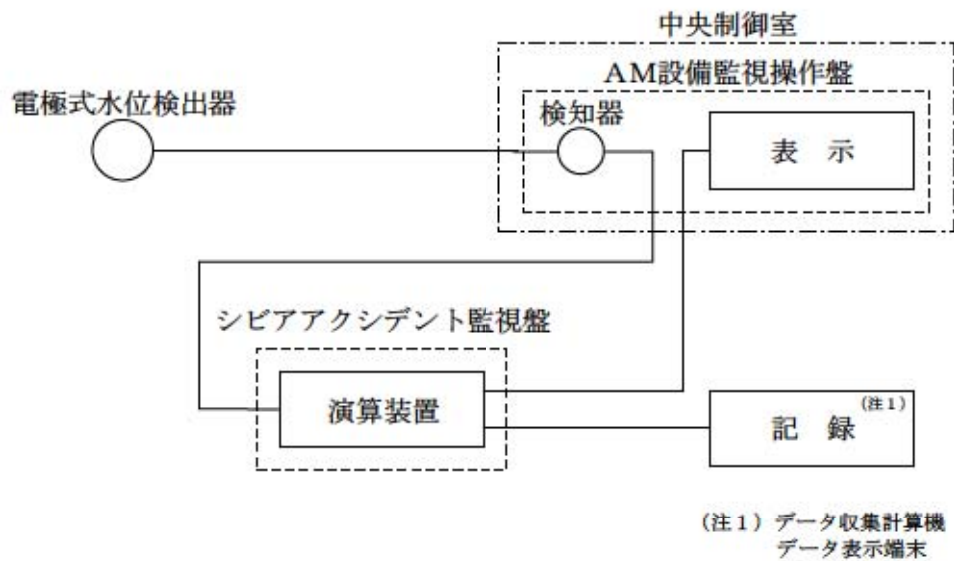 中央制御室
AM設備監視操作盤
電極式水位検出器
検知器
表 示
シビアアクシデント監視盤
演算装置
記 録 (注1)
(注1) データ収集計算機
データ表示端末